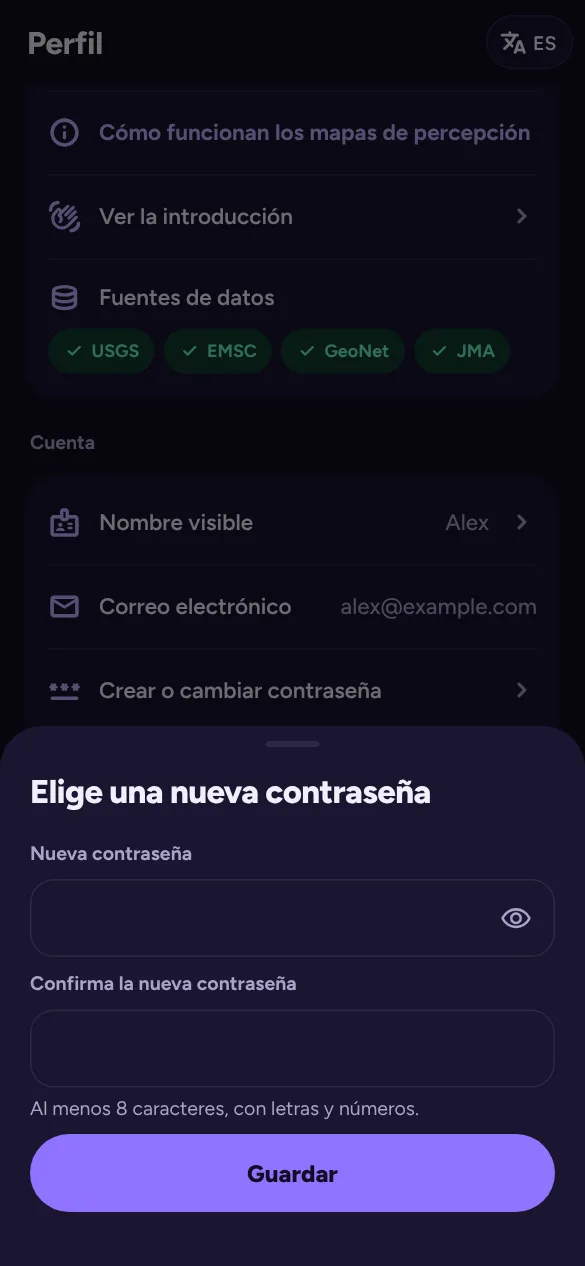 Perfil
ES
Cómo funcionan los mapas de percepción
Ver la introducción
Fuentes de datos
USGS EMSC GeoNet JMA
Cuenta
Nombre visible Alex
Correo electrónico alex@example.com
Crear o cambiar contraseña
Elige una nueva contraseña
Nueva contraseña
Confirma la nueva contraseña
Al menos 8 caracteres, con letras y números.
Guardar